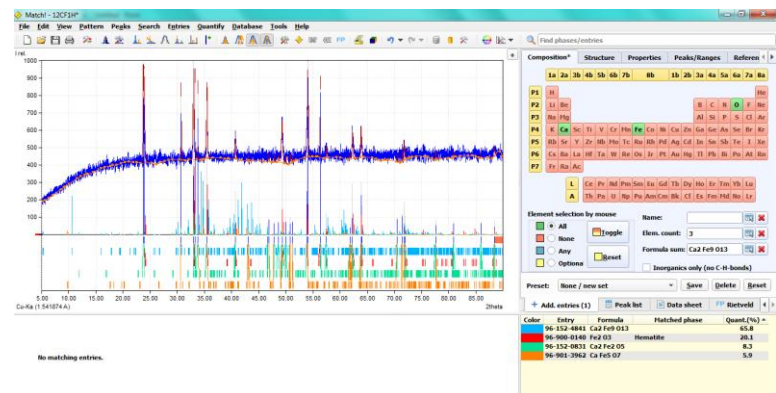 Match! - 12CF1H*
File Edit View Pattern Peaks Search Entries Quantify Database Tools Help
Find phases/entries
I rel.
1000
900
800
700
600
500
400
300
200
100
5.00 10.00 15.00 20.00 25.00 30.00 35.00 40.00 45.00 50.00 55.00 60.00 65.00 70.00 75.00 80.00 85.00
Cu-Ka (1.541874 A) 2theta
No matching entries.
Composition* Structure Properties Peaks/Ranges Referen
1a 2a 3b 4b 5b 6b 7b 8b 1b 2b 3a 4a 5a 6a 7a 8a
P1 H He
P2 Li Be B C N O F Ne
P3 Na Mg Al Si P S Cl Ar
P4 K Ca Sc Ti V Cr Mn Fe Co Ni Cu Zn Ga Ge As Se Br Kr
P5 Rb Sr Y Zr Nb Mo Tc Ru Rh Pd Ag Cd In Sn Sb Te I Xe
P6 Cs Ba La Hf Ta W Re Os Ir Pt Au Hg Tl Pb Bi Po At Rn
P7 Fr Ra Ac
L Ce Pr Nd Pm Sm Eu Gd Tb Dy Ho Er Tm Yb Lu
A Th Pa U Np Pu Am Cm Bk Cf Es Fm Md No Lr
Element selection by mouse
All
None
Any
Optiona
Toggle
Reset
Name:
Elem. count: 3
Formula sum: Ca2 Fe9 O13
Inorganics only (no C-H-bonds)
Preset: None / new set Save Delete Reset
Add. entries (1) Peak list Data sheet FP Rietveld
Color Entry Formula Matched phase Quant.(%)
96-152-4841 Ca2 Fe9 O13 65.8
96-900-0140 Fe2 O3 Hematite 20.1
96-152-0831 Ca2 Fe2 O5 8.3
96-901-3962 Ca Fe5 O7 5.9